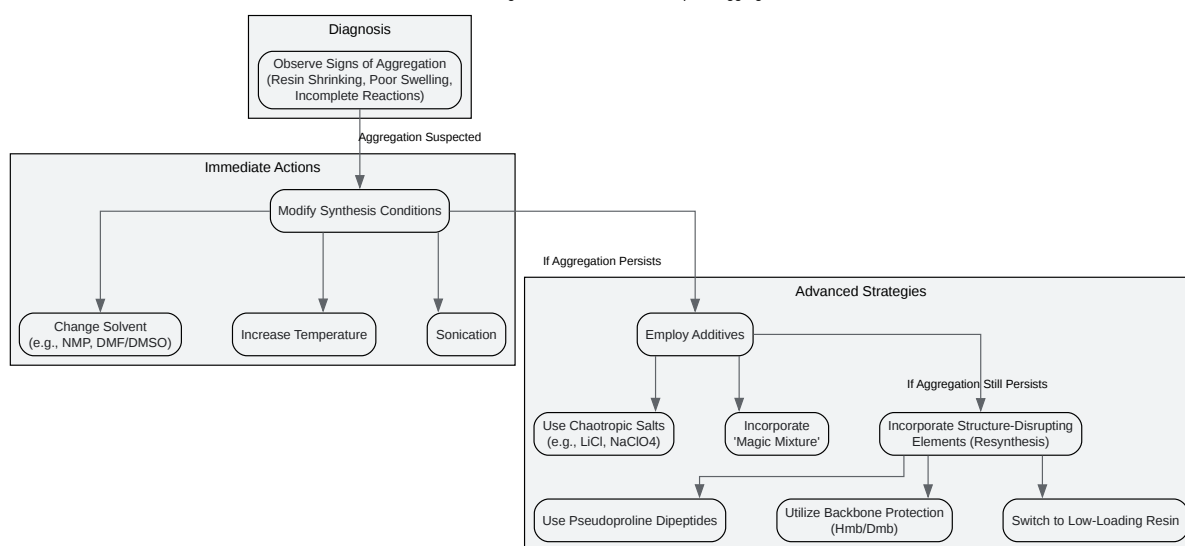 Diagnosis
Observe Signs of Aggregation
(Resin Shrinking, Poor Swelling,
Incomplete Reactions)
Aggregation Suspected
Immediate Actions
Modify Synthesis Conditions
If Aggregation Persists
Change Solvent
(e.g., NMP, DMF/DMSO)
Increase Temperature
Sonication
Advanced Strategies
Employ Additives
If Aggregation Still Persists
Use Chaotropic Salts
(e.g., LiCl, NaClO4)
Incorporate
'Magic Mixture'
Incorporate Structure-Disrupting
Elements (Resynthesis)
Use Pseudoproline Dipeptides
Utilize Backbone Protection
(Hmb/Dmb)
Switch to Low-Loading Resin